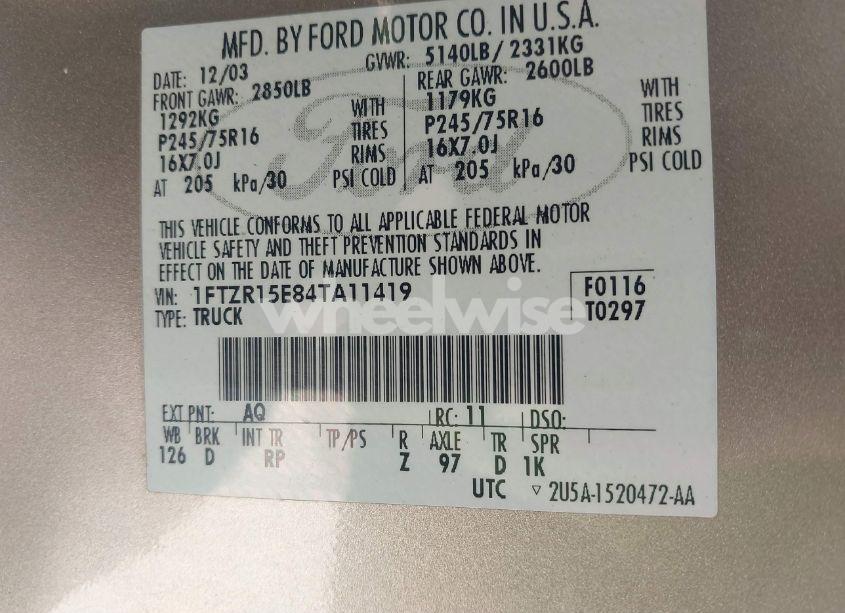 MFD. BY FORD MOTOR CO. IN U.S.A.
DATE: 12/03 GVWR: 5140LB/ 2331KG
FRONT GAWR: 2850LB REAR GAWR: 2600LB
1292KG WITH 1179KG WITH
P245/75R16 TIRES P245/75R16 TIRES
16X7.0J RIMS 16X7.0J RIMS
AT 205 kPa/30 PSI COLD AT 205 kPa/30 PSI COLD
Ford
THIS VEHICLE CONFORMS TO ALL APPLICABLE FEDERAL MOTOR
VEHICLE SAFETY AND THEFT PREVENTION STANDARDS IN
EFFECT ON THE DATE OF MANUFACTURE SHOWN ABOVE.
VIN: 1FTZR15E84TA11419 F0116
TYPE: TRUCK T0297
wheelwise
EXT PNT: AQ RC: 11 DSO:
WB BRK INT TR TP/PS R AXLE TR SPR
126 D RP Z 97 D 1K
UTC ▽ 2U5A-1520472-AA